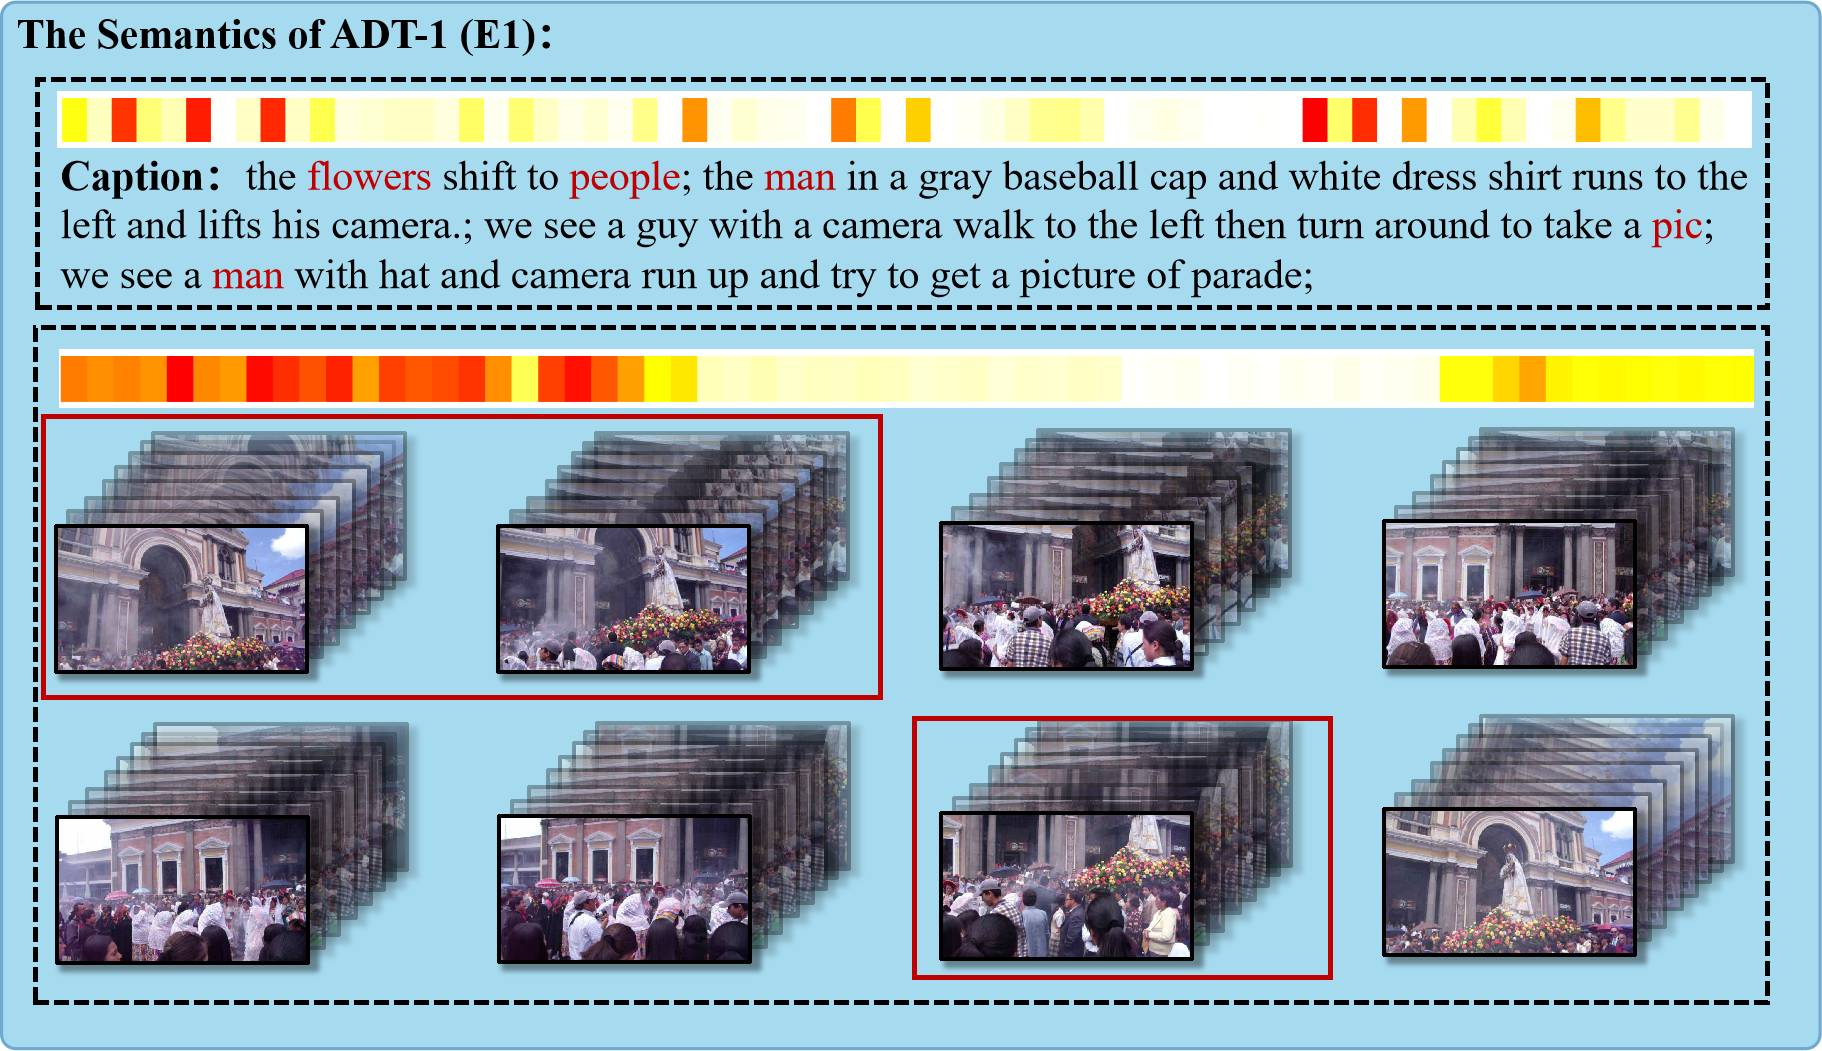 The Semantics of ADT-1 (E1):
Caption: the flowers shift to people; the man in a gray baseball cap and white dress shirt runs to the
left and lifts his camera.; we see a guy with a camera walk to the left then turn around to take a pic;
we see a man with hat and camera run up and try to get a picture of parade;